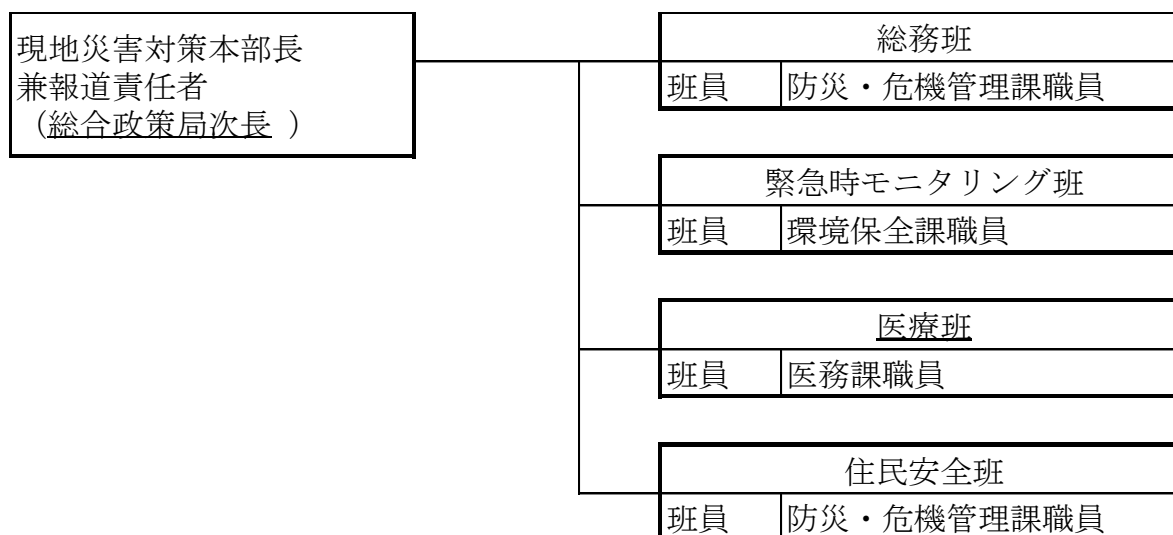 現地災害対策本部長
兼報道責任者
（総合政策局次長 ）
総務班
班員 防災・危機管理課職員
緊急時モニタリング班
班員 環境保全課職員
医療班
班員 医務課職員
住民安全班
班員 防災・危機管理課職員